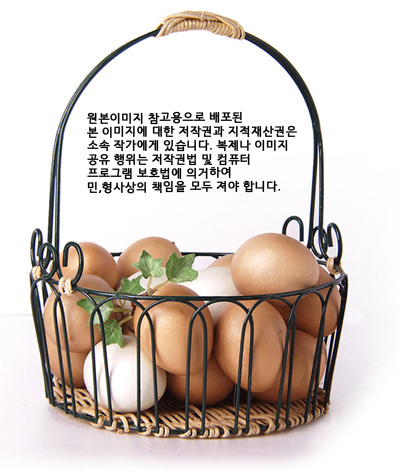 원본이미지 참고용으로 배포된
본 이미지에 대한 저작권과 지적재산권은
소속 작가에게 있습니다. 복제나 이미지
공유 행위는 저작권법 및 컴퓨터
프로그램 보호법에 의거하여
민,형사상의 책임을 모두 져야 합니다.